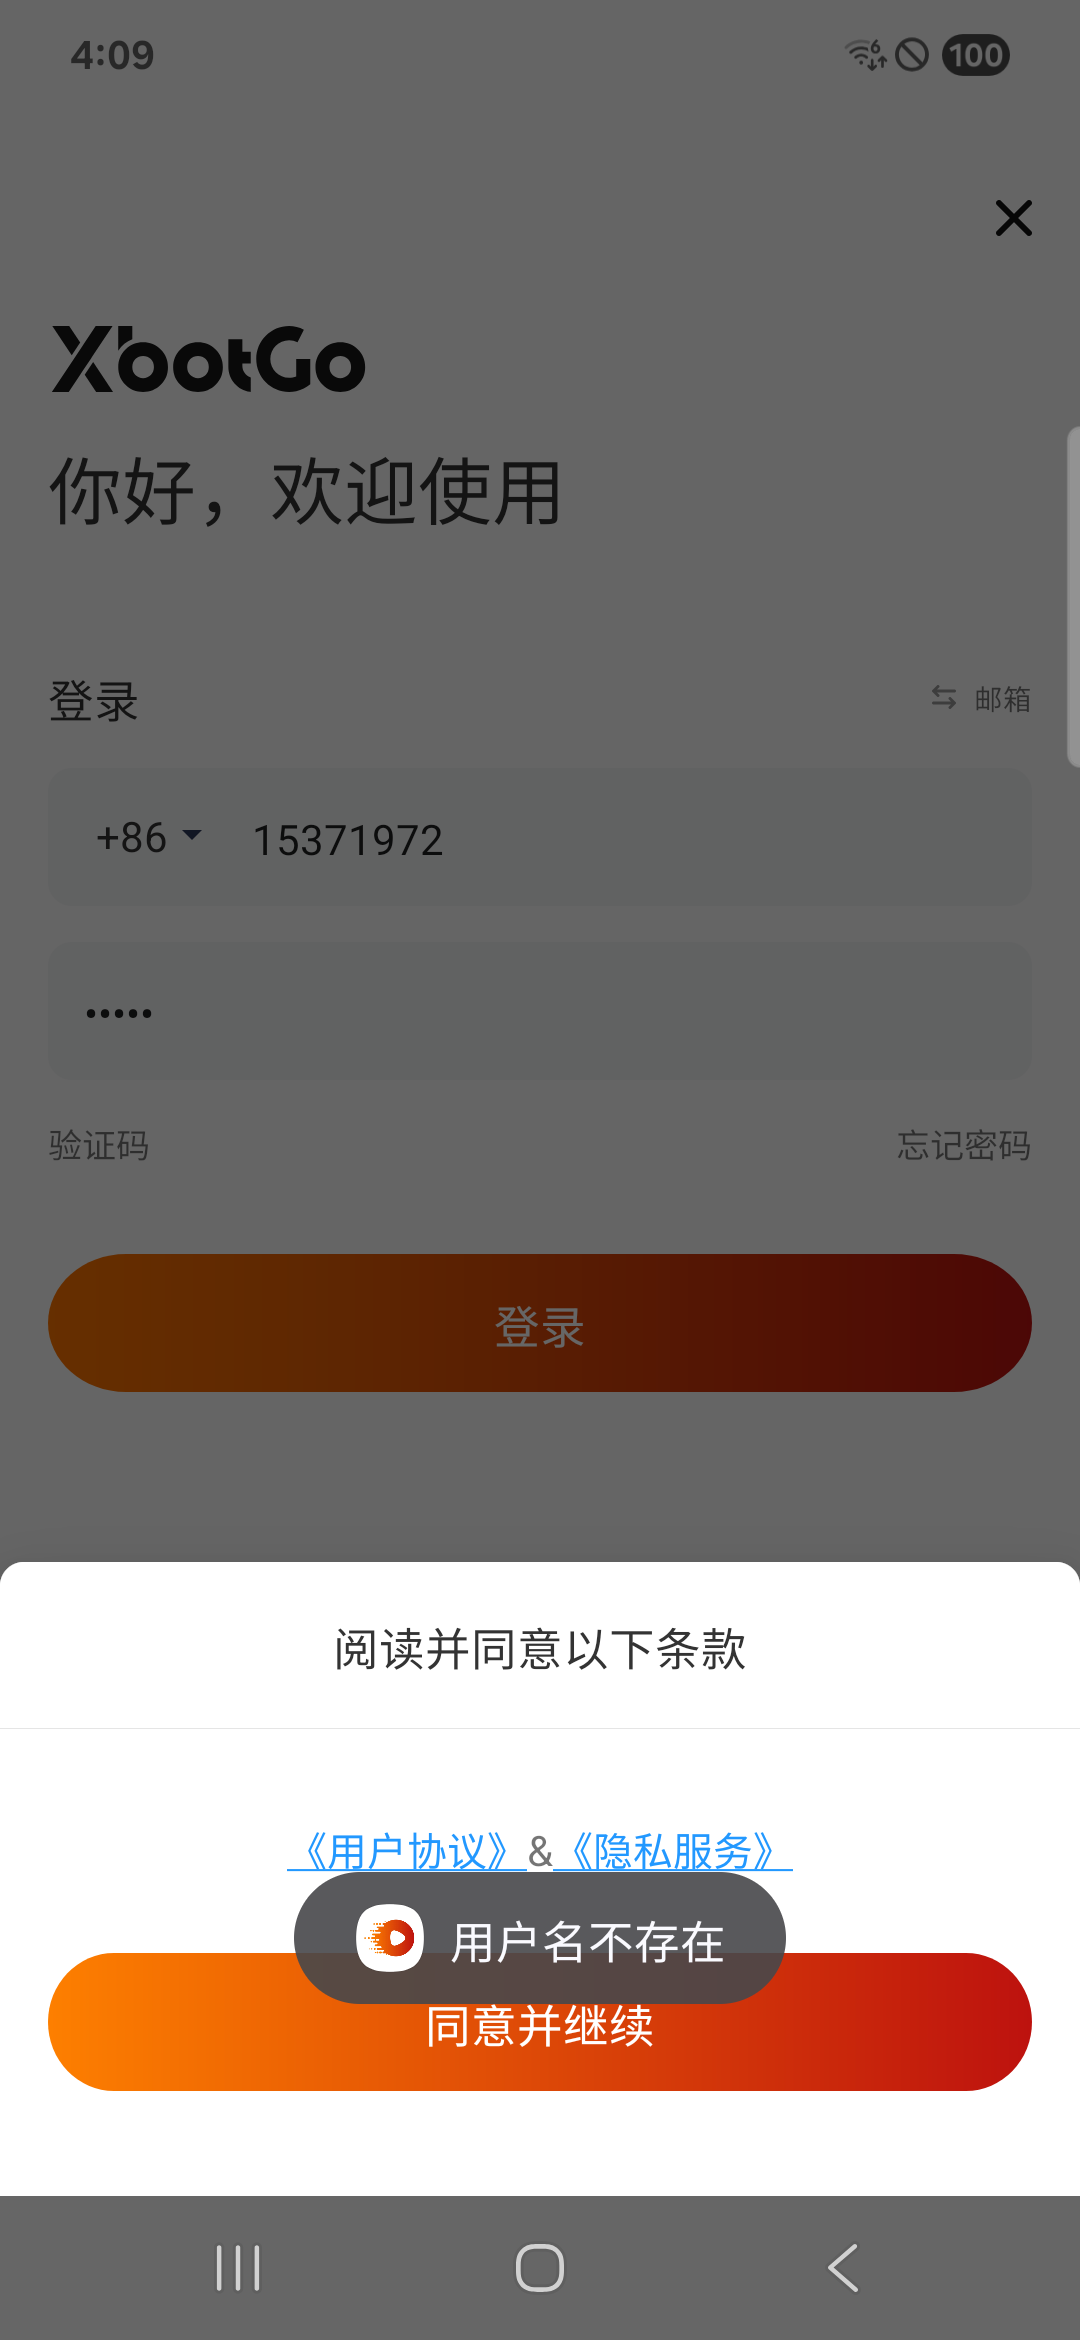 4:09
6
100
XbootGo
你好，欢迎使用
登录
邮箱
+86
15371972
•••••
验证码
忘记密码
登录
阅读并同意以下条款
《用户协议》&《隐私服务》
用户名不存在
同意并继续